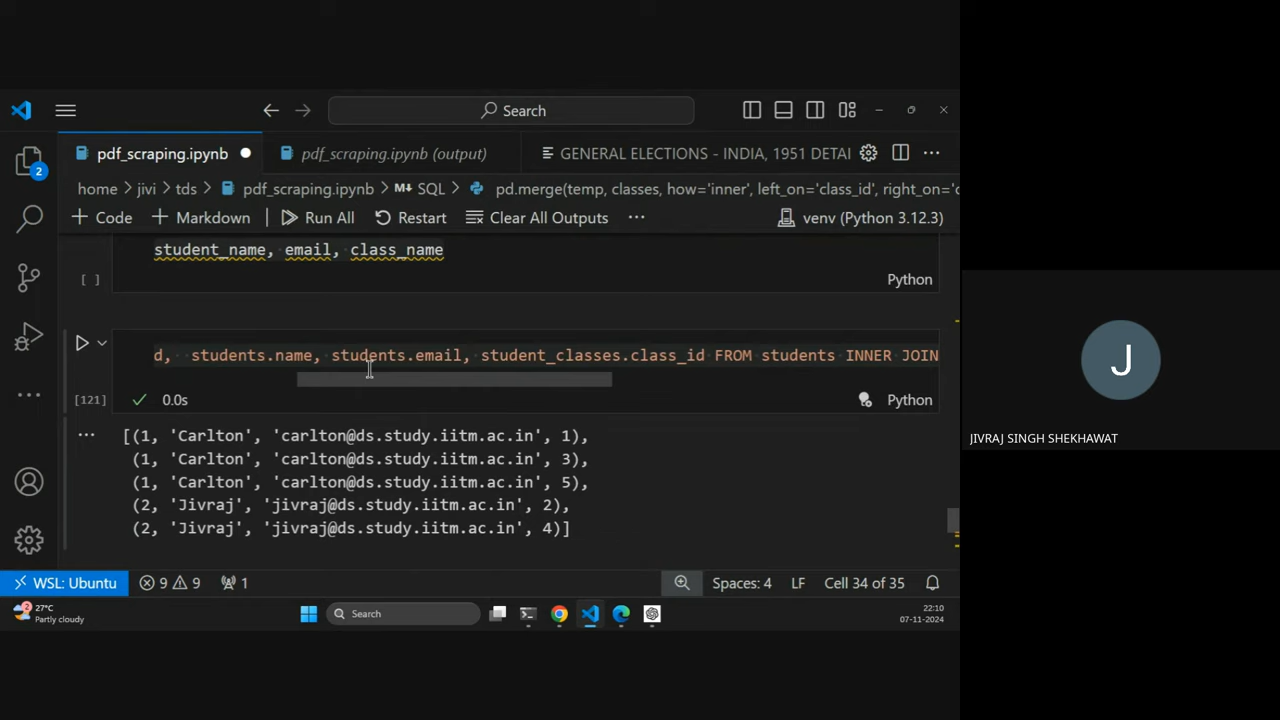 Search
pdf_scraping.ipynb
pdf_scraping.ipynb (output)
GENERAL ELECTIONS - INDIA, 1951 DETAI
2
home > jivi > tds > pdf_scraping.ipynb > M↓ SQL > pd.merge(temp, classes, how='inner', left_on='class_id', right_on='c
+ Code + Markdown Run All Restart Clear All Outputs ... venv (Python 3.12.3)
student_name, email, class_name
[ ] Python
d, students.name, students.email, student_classes.class_id FROM students INNER JOIN
[121] 0.0s Python
[(1, 'Carlton', 'carlton@ds.study.iitm.ac.in', 1),
(1, 'Carlton', 'carlton@ds.study.iitm.ac.in', 3),
(1, 'Carlton', 'carlton@ds.study.iitm.ac.in', 5),
(2, 'Jivraj', 'jivraj@ds.study.iitm.ac.in', 2),
(2, 'Jivraj', 'jivraj@ds.study.iitm.ac.in', 4)]
WSL: Ubuntu 9 9 1 Spaces: 4 LF Cell 34 of 35
27°C
Partly cloudy
Search
22:10
07-11-2024
J
JIVRAJ SINGH SHEKHAWAT